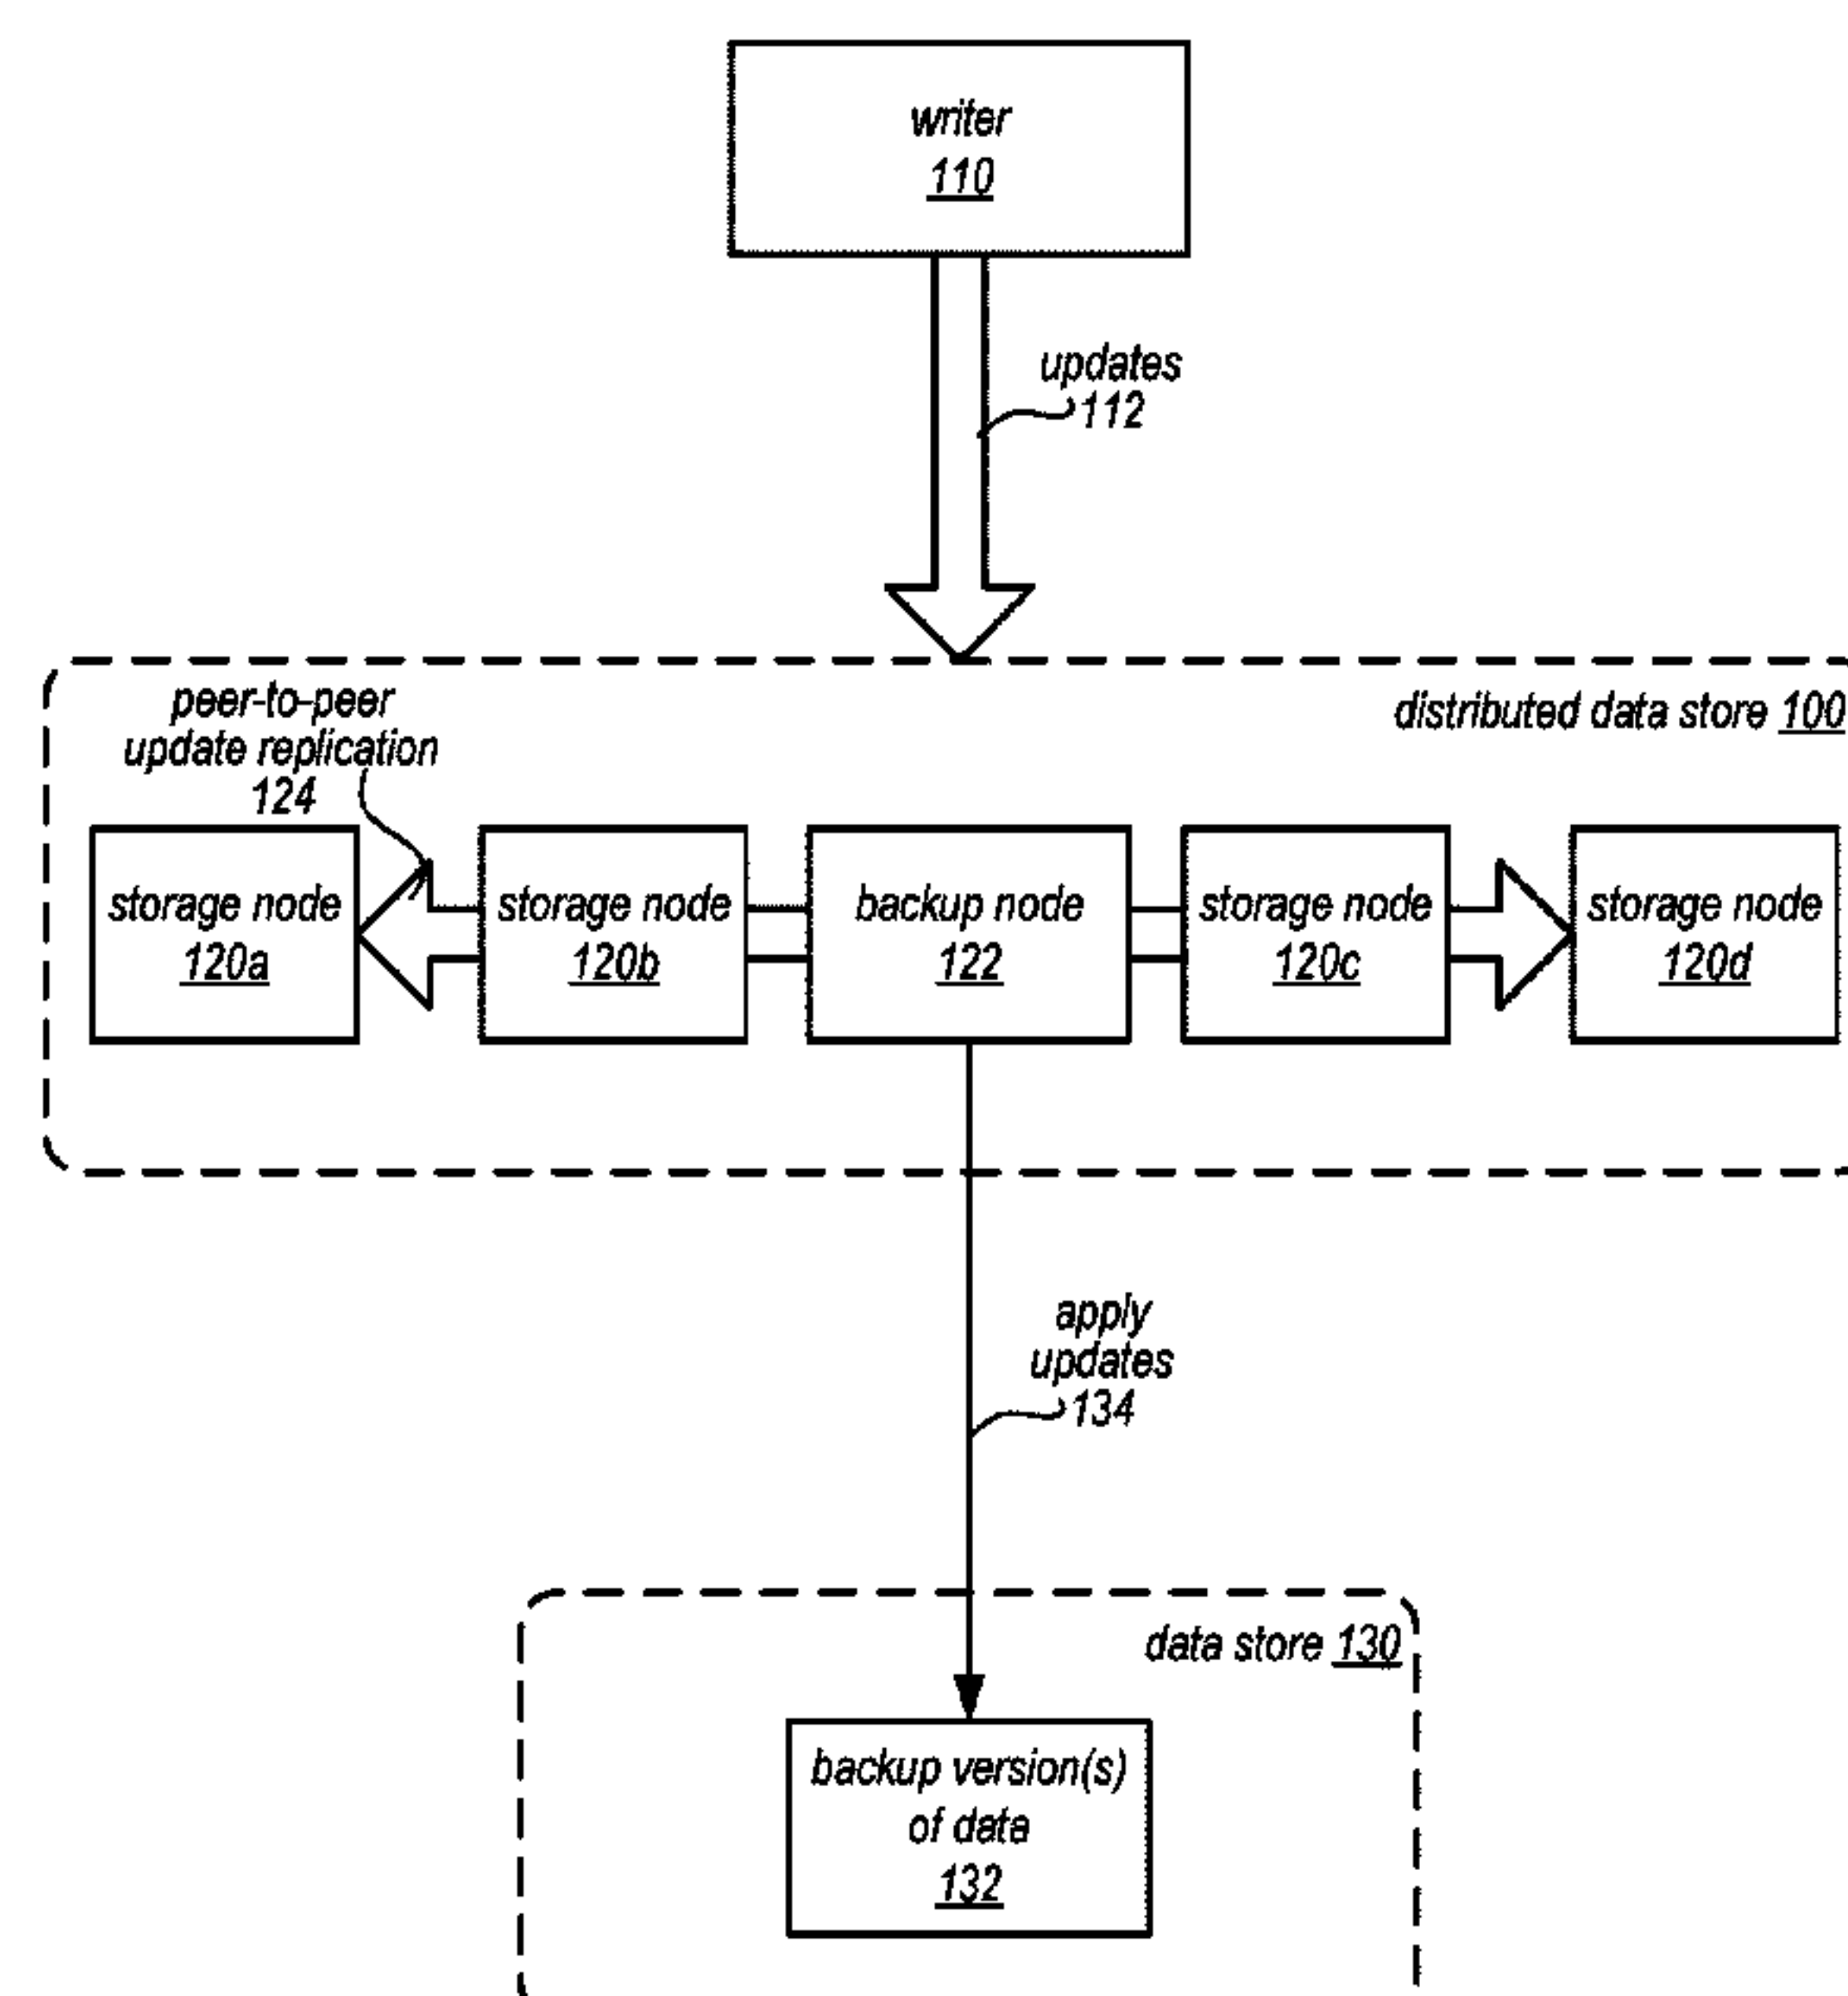 writer
110
updates
112
distributed data store 100
peer-to-peer
update replication
124
storage node
120a
storage node
120b
backup node
122
storage node
120c
storage node
120d
apply
updates
134
data store 130
backup version(s)
of data
132